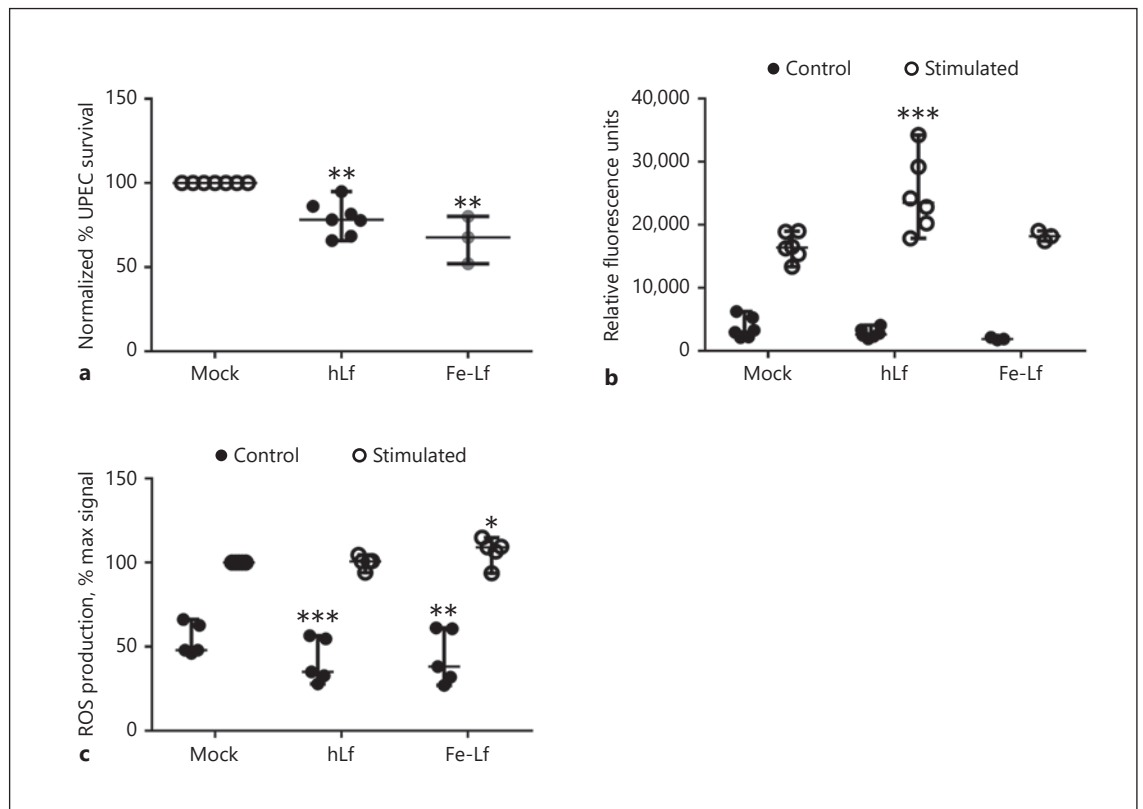 Normalized % UPEC survival
150
100
50
0
**
**
Mock hLf Fe-Lf
a
Control Stimulated
Relative fluorescence units
40,000
30,000
20,000
10,000
0
***
Mock hLf Fe-Lf
b
Control Stimulated
ROS production, % max signal
150
100
50
0
***
**
*
Mock hLf Fe-Lf
c